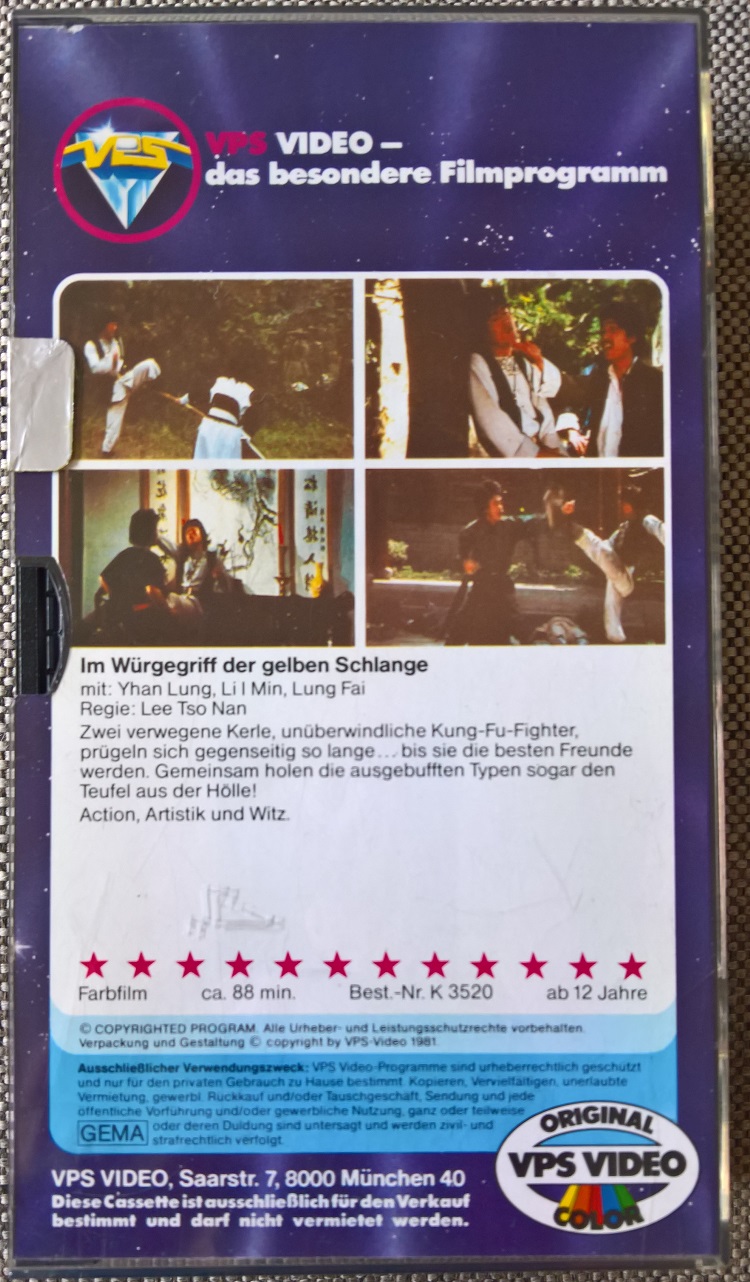 VPS
VPS VIDEO –
das besondere Filmprogramm
Im Würgegriff der gelben Schlange
mit: Yhan Lung, Li I Min, Lung Fai
Regie: Lee Tso Nan
Zwei verwegene Kerle, unüberwindliche Kung-Fu-Fighter,
prügeln sich gegenseitig so lange... bis sie die besten Freunde
werden. Gemeinsam holen die ausgebufften Typen sogar den
Teufel aus der Hölle!
Action, Artistik und Witz.
Farbfilm ca. 88 min. Best.-Nr. K 3520 ab 12 Jahre
© COPYRIGHTED PROGRAM. Alle Urheber- und Leistungsschutzrechte vorbehalten.
Verpackung und Gestaltung © copyright by VPS-Video 1981.
Ausschließlicher Verwendungszweck: VPS Video-Programme sind urheberrechtlich geschützt
und nur für den privaten Gebrauch zu Hause bestimmt. Kopieren, Vervielfältigen, unerlaubte
Vermietung, gewerbl. Rückkauf und/oder Tauschgeschäft, Sendung und jede
öffentliche Vorführung und/oder gewerbliche Nutzung, ganz oder teilweise
GEMA oder deren Duldung sind untersagt und werden zivil- und
strafrechtlich verfolgt.
ORIGINAL
VPS VIDEO
COLOR
VPS VIDEO, Saarstr. 7, 8000 München 40
Diese Cassette ist ausschließlich für den Verkauf
bestimmt und darf nicht vermietet werden.